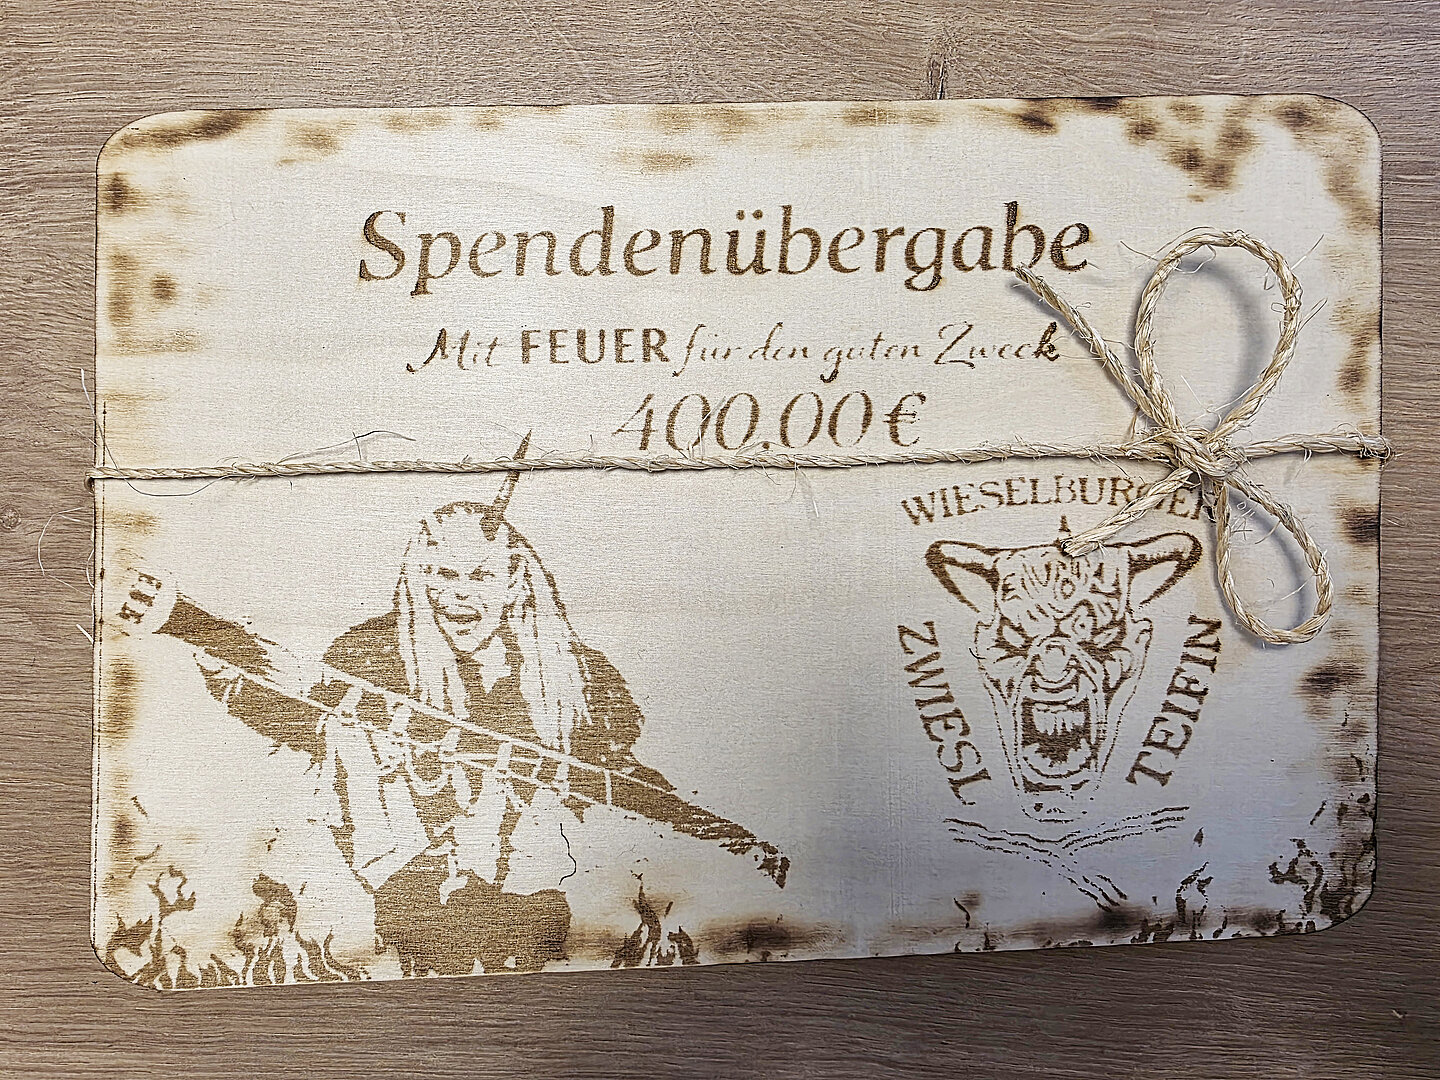 Spendenübergabe
Mit FEUER für den guten Zweck
400.00€
WIESELBURGER
ZWIESL
TEIFIN